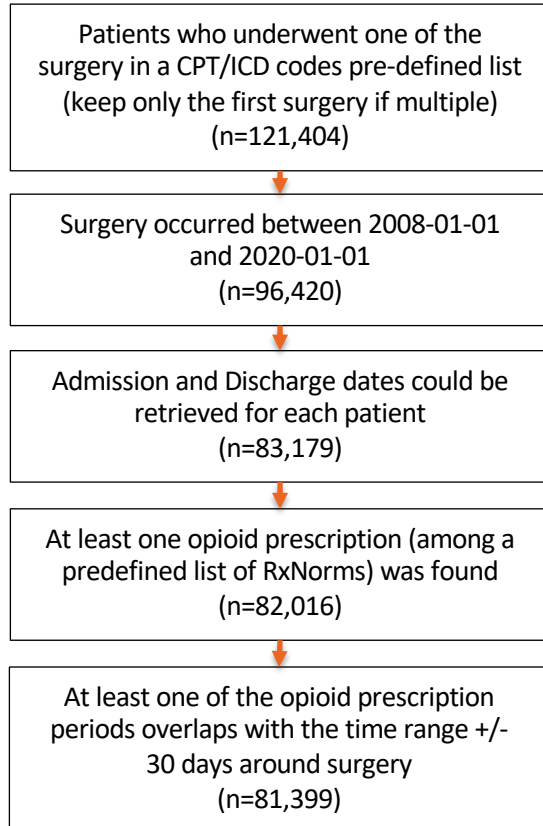 Patients who underwent one of the
surgery in a CPT/ICD codes pre-defined list
(keep only the first surgery if multiple)
(n=121,404)
Surgery occurred between 2008-01-01
and 2020-01-01
(n=96,420)
Admission and Discharge dates could be
retrieved for each patient
(n=83,179)
At least one opioid prescription (among a
predefined list of RxNorms) was found
(n=82,016)
At least one of the opioid prescription
periods overlaps with the time range +/-
30 days around surgery
(n=81,399)